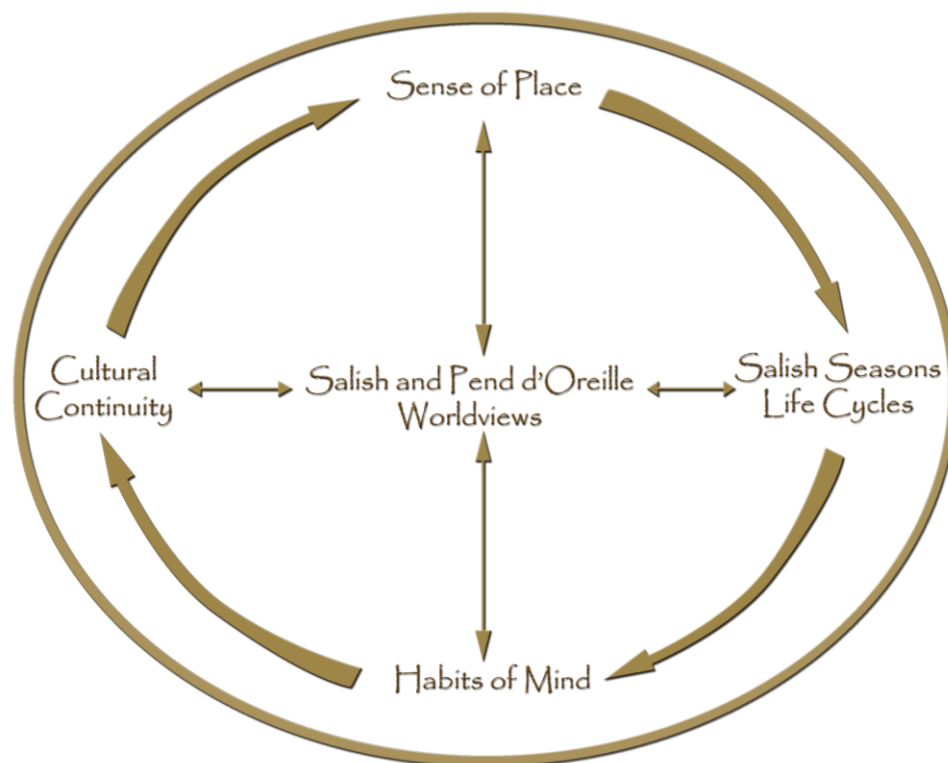 Sense of Place
Cultural
Continuity
Salish and Pend d'Oreille
Worldviews
Salish Seasons
Life Cycles
Habits of Mind